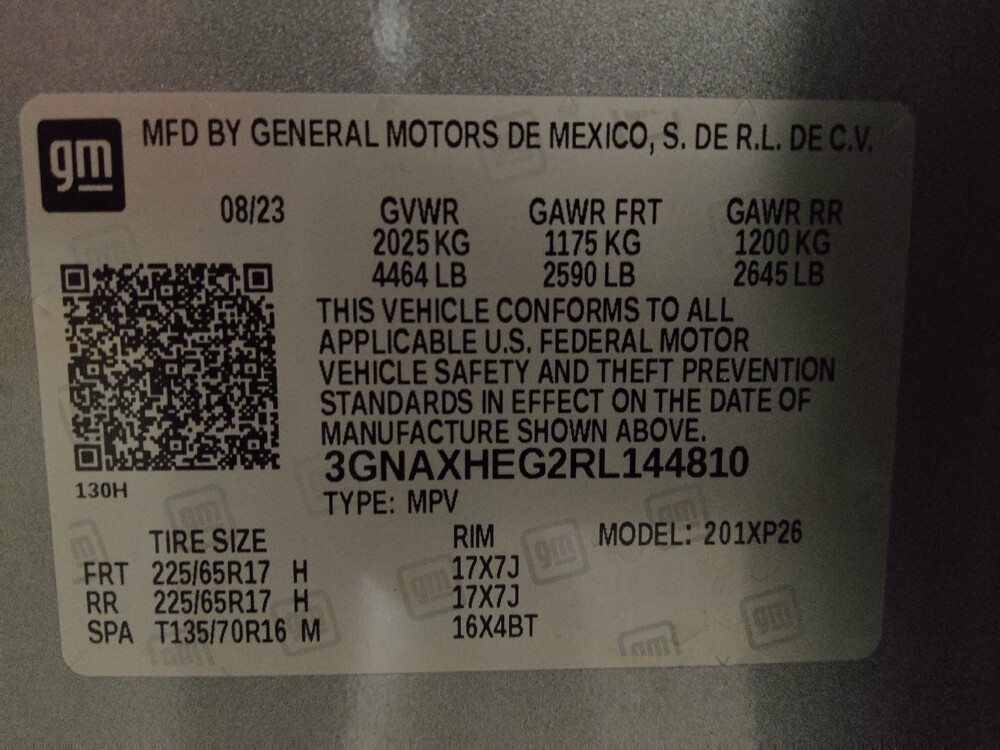 gm
MFD BY GENERAL MOTORS DE MEXICO, S. DE R.L. DE C.V.
08/23 GVWR GAWR FRT GAWR RR
2025 KG 1175 KG 1200 KG
4464 LB 2590 LB 2645 LB
THIS VEHICLE CONFORMS TO ALL
APPLICABLE U.S. FEDERAL MOTOR
VEHICLE SAFETY AND THEFT PREVENTION
STANDARDS IN EFFECT ON THE DATE OF
MANUFACTURE SHOWN ABOVE.
3GNAXHEG2RL144810
130H
TYPE: MPV
TIRE SIZE RIM MODEL: 201XP26
FRT 225/65R17 H 17X7J
RR 225/65R17 H 17X7J
SPA T135/70R16 M 16X4BT